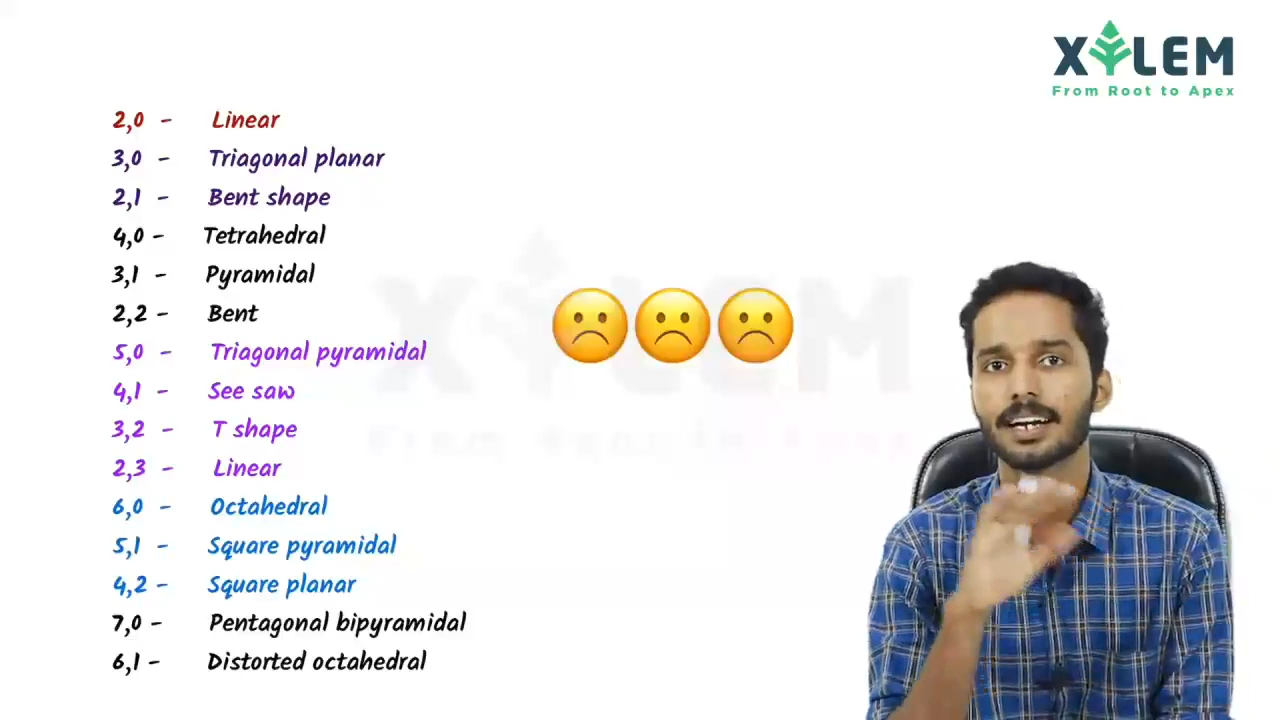 XYLEM
From Root to Apex
2,0 - Linear
3,0 - Triagonal planar
2,1 - Bent shape
4,0 - Tetrahedral
3,1 - Pyramidal
2,2 - Bent
5,0 - Triagonal pyramidal
4,1 - See saw
3,2 - T shape
2,3 - Linear
6,0 - Octahedral
5,1 - Square pyramidal
4,2 - Square planar
7,0 - Pentagonal bipyramidal
6,1 - Distorted octahedral